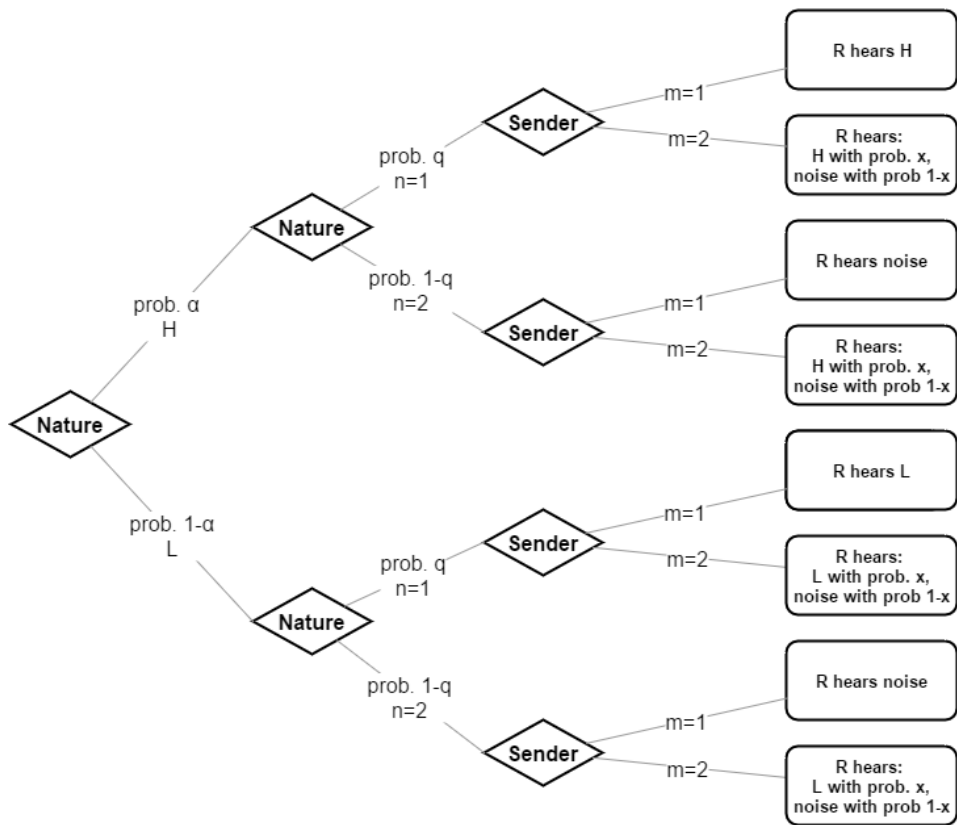 R hears H
m=1
Sender
m=2
R hears:
H with prob. x,
noise with prob 1-x
prob. q
n=1
Nature
prob. 1-q
n=2
R hears noise
m=1
Sender
m=2
R hears:
H with prob. x,
noise with prob 1-x
prob. α
H
Nature
prob. 1-α
L
R hears L
m=1
Sender
m=2
R hears:
L with prob. x,
noise with prob 1-x
prob. q
n=1
Nature
prob. 1-q
n=2
R hears noise
m=1
Sender
m=2
R hears:
L with prob. x,
noise with prob 1-x